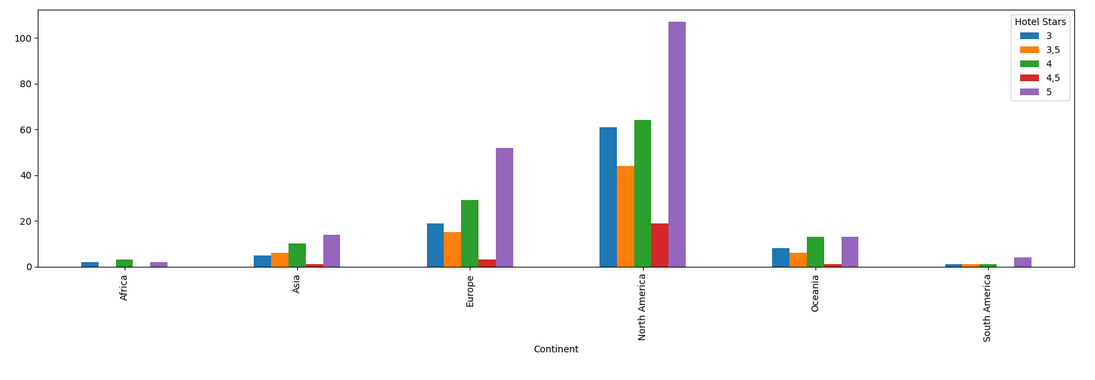 Hotel Stars
3
3,5
4
4,5
5
100
80
60
40
20
0
Africa
Asia
Europe
North America
Oceania
South America
Continent